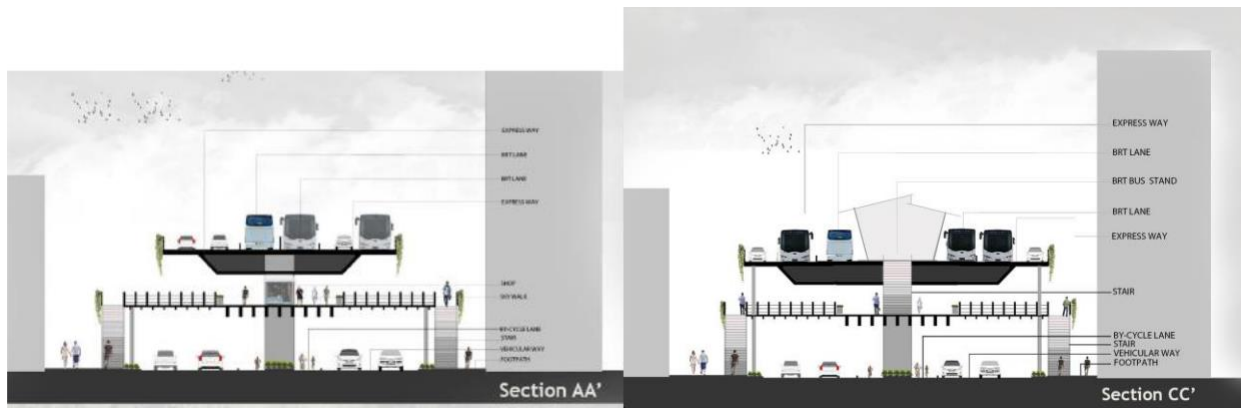 EXPRESS WAY
BRT LANE
BRT LANE
EXPRESS WAY
SHOP
SKY WALK
BY-CYCLE LANE
STAIR
VEHICULAR WAY
FOOTPATH
Section AA'
EXPRESS WAY
BRT LANE
BRT BUS STAND
BRT LANE
EXPRESS WAY
STAIR
BY-CYCLE LANE
STAIR
VEHICULAR WAY
FOOTPATH
Section CC'